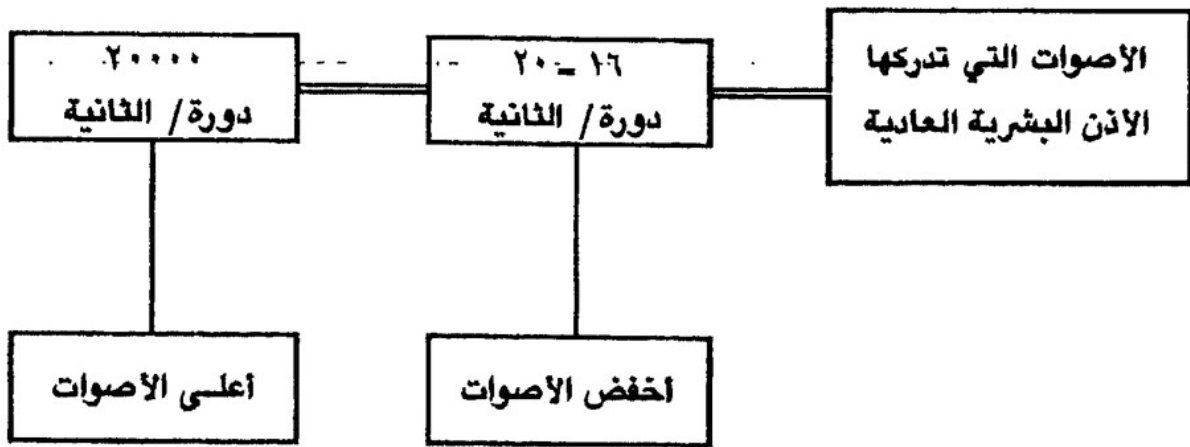 الأصوات التي تدركها
الأذن البشرية العادية
١٦ - ٢٠
دورة / الثانية
٢٠٠٠٠
دورة / الثانية
أخفض الأصوات
أعلى الأصوات